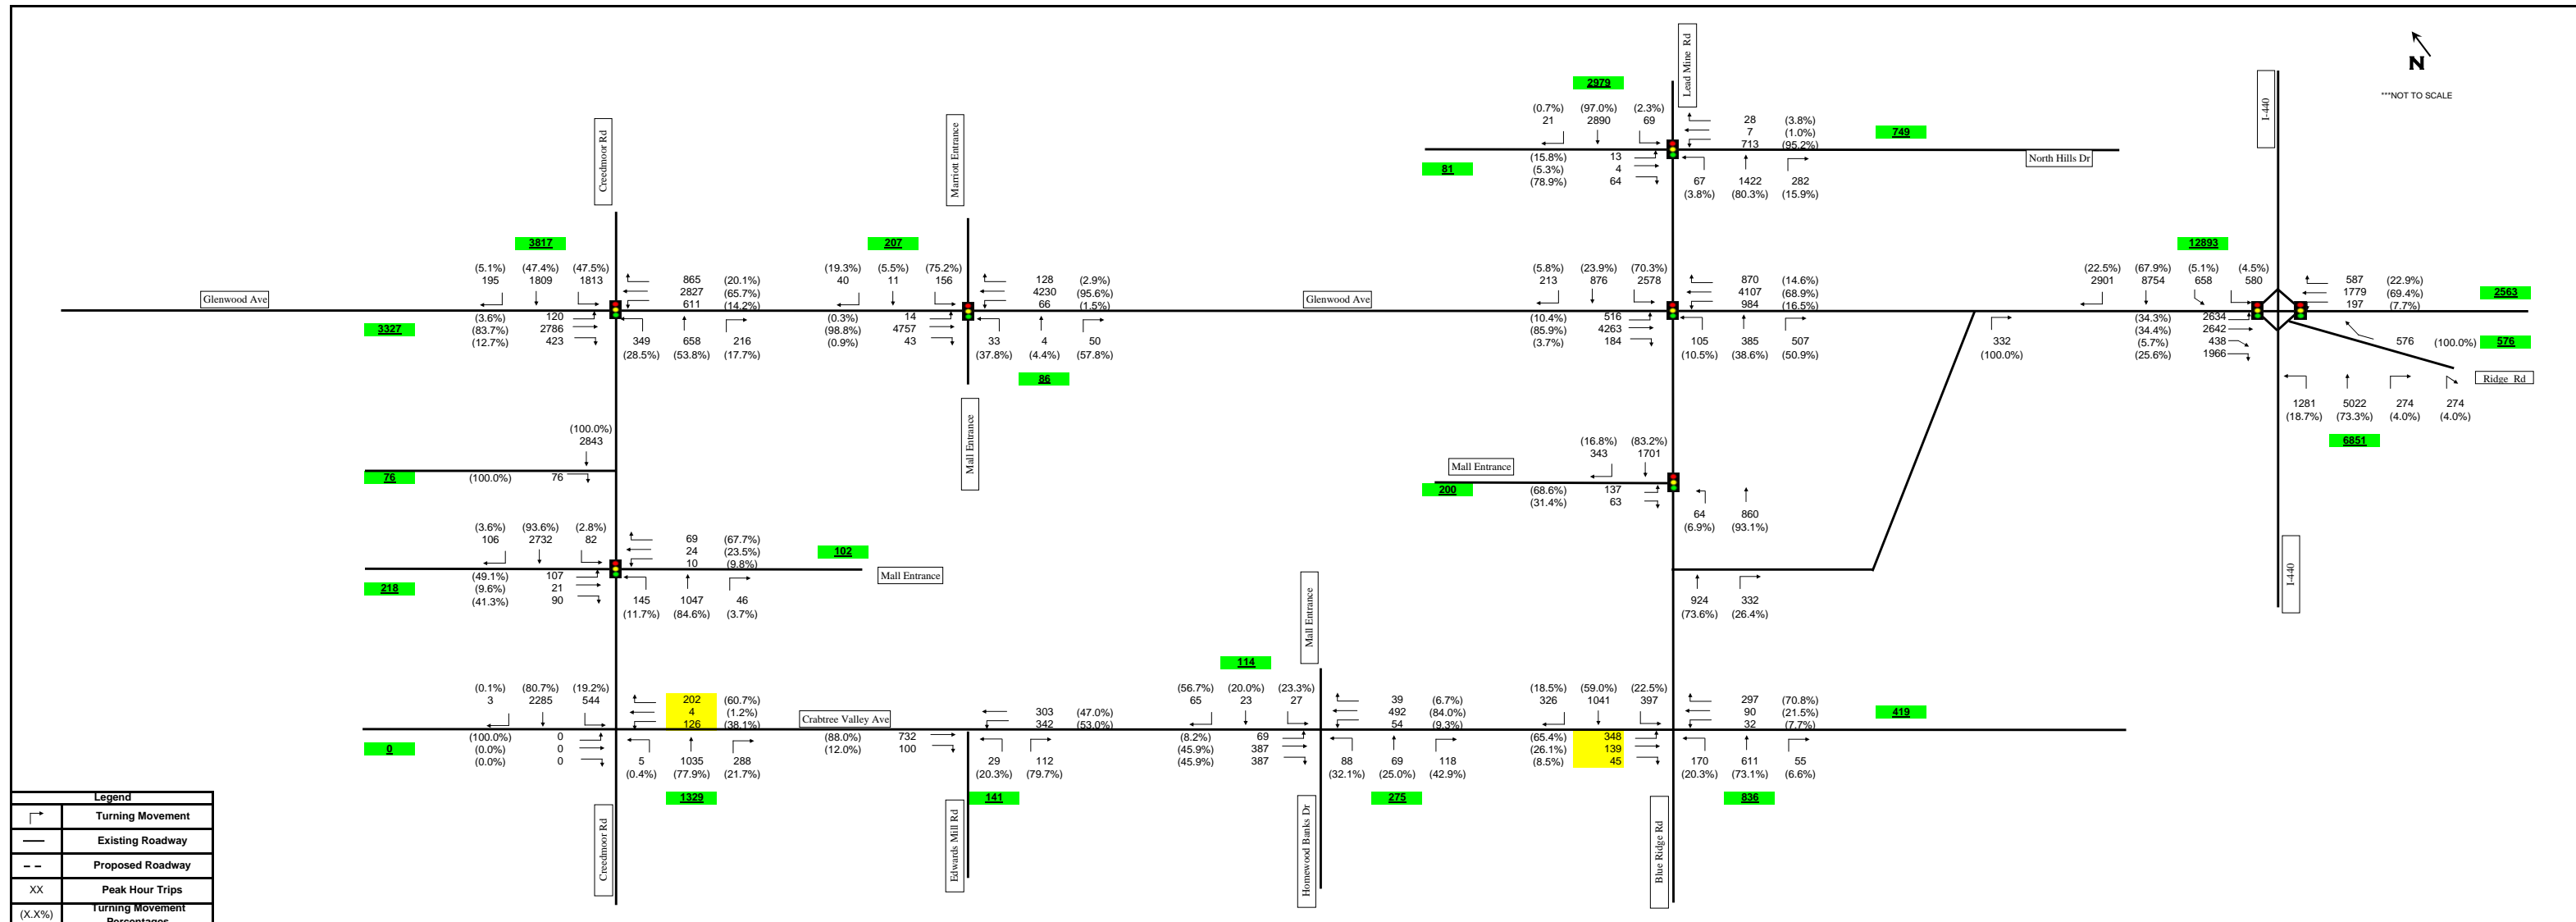 N
***NOT TO SCALE
Lead Mine Rd
2979
(0.7%) (97.0%) (2.3%)
21 2890 69
28 (3.8%)
7 (1.0%)
713 (95.2%)
749
North Hills Dr
81
(15.8%) 13
(5.3%) 4
(78.9%) 64
67 1422 282
(3.8%) (80.3%) (15.9%)
I-440
Creedmoor Rd
Marriott Entrance
3817
(5.1%) (47.4%) (47.5%)
195 1809 1813
865 (20.1%)
2827 (65.7%)
611 (14.2%)
Glenwood Ave
3327
(3.6%) 120
(83.7%) 2786
(12.7%) 423
349 658 216
(28.5%) (53.8%) (17.7%)
207
(19.3%) (5.5%) (75.2%)
40 11 156
128 (2.9%)
4230 (95.6%)
66 (1.5%)
(0.3%) 14
(98.8%) 4757
(0.9%) 43
33 4 50
(37.8%) (4.4%) (57.8%)
86
Mall Entrance
Glenwood Ave
(5.8%) (23.9%) (70.3%)
213 876 2578
870 (14.6%)
4107 (68.9%)
984 (16.5%)
(10.4%) 516
(85.9%) 4263
(3.7%) 184
105 385 507
(10.5%) (38.6%) (50.9%)
332
(100.0%)
12893
(22.5%) (67.9%) (5.1%) (4.5%)
2901 8754 658 580
587 (22.9%)
1779 (69.4%)
197 (7.7%)
2563
(34.3%) 2634
(34.4%) 2642
(5.7%) 438
(25.6%) 1966
576 (100.0%)
576
Ridge Rd
1281 5022 274 274
(18.7%) (73.3%) (4.0%) (4.0%)
6851
I-440
(100.0%)
2843
76
(100.0%) 76
(16.8%) (83.2%)
343 1701
Mall Entrance
200
(68.6%) 137
(31.4%) 63
64 860
(6.9%) (93.1%)
(3.6%) (93.6%) (2.8%)
106 2732 82
69 (67.7%)
24 (23.5%)
10 (9.8%)
102
Mall Entrance
218
(49.1%) 107
(9.6%) 21
(41.3%) 90
145 1047 46
(11.7%) (84.6%) (3.7%)
924 332
(73.6%) (26.4%)
(0.1%) (80.7%) (19.2%)
3 2285 544
202 (60.7%)
4 (1.2%)
126 (38.1%)
0
(100.0%) 0
(0.0%) 0
(0.0%) 0
5 1035 288
(0.4%) (77.9%) (21.7%)
1329
Creedmoor Rd
Crabtree Valley Ave
303 (47.0%)
342 (53.0%)
(88.0%) 732
(12.0%) 100
29 112
(20.3%) (79.7%)
141
Edwards Mill Rd
Mall Entrance
114
(56.7%) (20.0%) (23.3%)
65 23 27
39 (6.7%)
492 (84.0%)
54 (9.3%)
(8.2%) 69
(45.9%) 387
(45.9%) 387
88 69 118
(32.1%) (25.0%) (42.9%)
275
Homewood Banks Dr
(18.5%) (59.0%) (22.5%)
326 1041 397
297 (70.8%)
90 (21.5%)
32 (7.7%)
419
(65.4%) 348
(26.1%) 139
(8.5%) 45
170 611 55
(20.3%) (73.1%) (6.6%)
836
Blue Ridge Rd
Legend
Turning Movement
Existing Roadway
Proposed Roadway
XX Peak Hour Trips
(X.X%) Turning Movement
Percentages